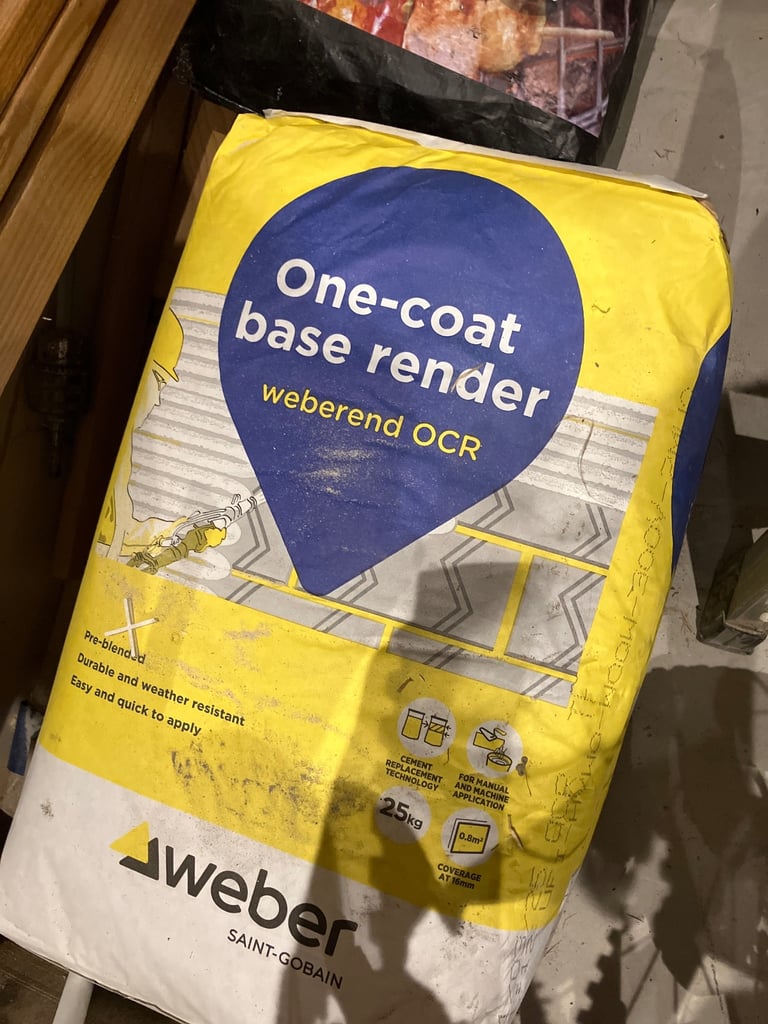 One-coat
base render
weberend OCR
Pre-blended
Durable and weather resistant
Easy and quick to apply
CEMENT
REPLACEMENT
TECHNOLOGY
FOR MANUAL
AND MACHINE
APPLICATION
25kg
0.8m²
COVERAGE
AT 16mm
weber
SAINT-GOBAIN